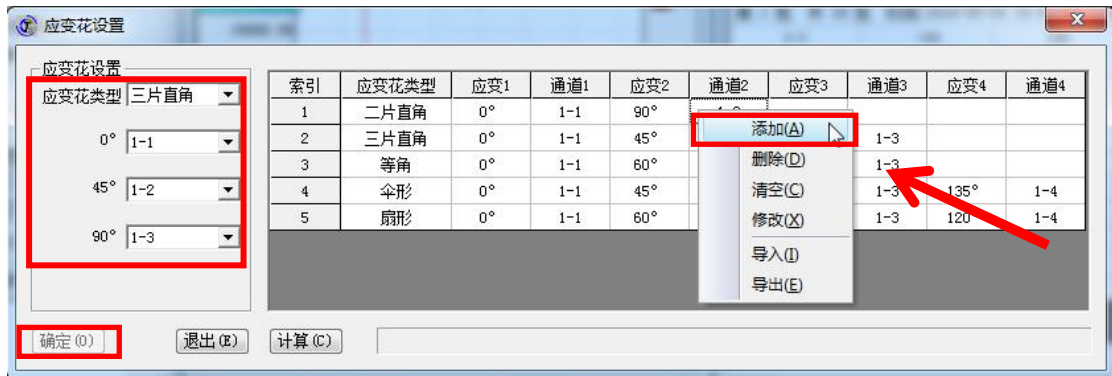 应变花设置
应变花设置
应变花类型 三片直角
0° 1-1
45° 1-2
90° 1-3
索引 应变花类型 应变1 通道1 应变2 通道2 应变3 通道3 应变4 通道4
1 二片直角 0° 1-1 90°
2 三片直角 0° 1-1 45° 1-3
3 等角 0° 1-1 60° 1-3
4 伞形 0° 1-1 45° 1-3 135° 1-4
5 扇形 0° 1-1 60° 1-3 120 1-4
添加(A)
删除(D)
清空(C)
修改(X)
导入(I)
导出(E)
确定(O) 退出(E) 计算(C)